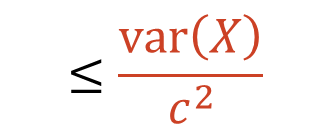 ≤ var(X) / c²